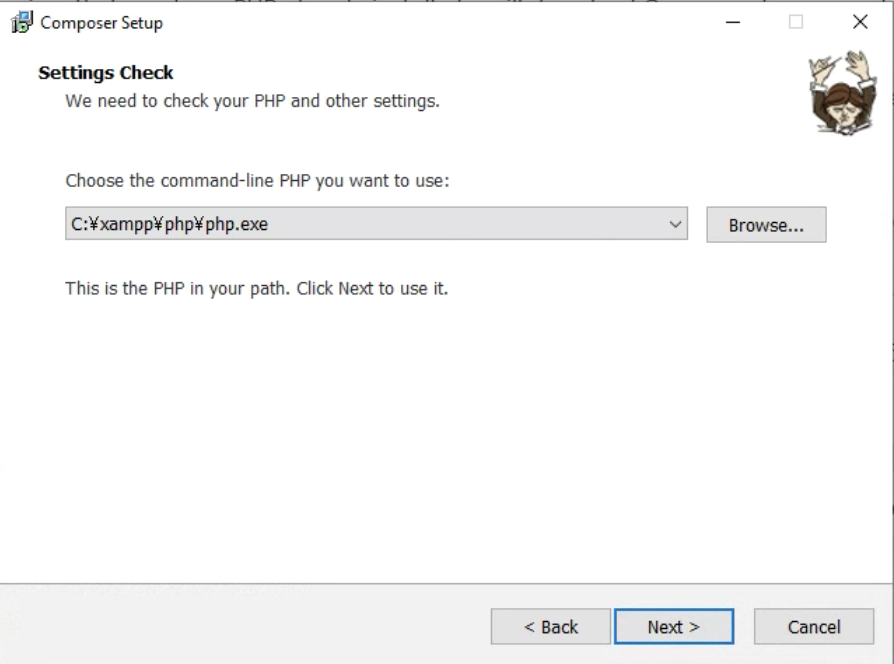 Composer Setup
Settings Check
We need to check your PHP and other settings.
Choose the command-line PHP you want to use:
C:¥xampp¥php¥php.exe
Browse...
This is the PHP in your path. Click Next to use it.
< Back
Next >
Cancel